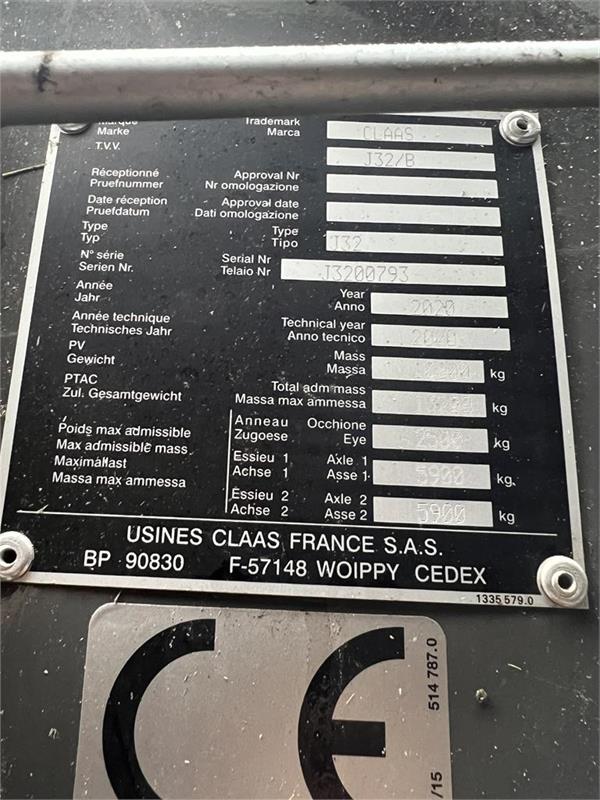 Marque Trademark
Marke Marca CLAAS
T.V.V. J32/B
Réceptionné Approval Nr
Pruefnummer Nr omologazione
Date réception Approval date
Pruefdatum Dati omologazione
Type Type
Typ Tipo J32
N° série Serial Nr
Serien Nr. Telaio Nr J3200793
Année Year
Jahr Anno 2020
Année technique Technical year
Technisches Jahr Anno tecnico 2020
PV Mass
Gewicht Massa kg
PTAC Total adm mass
Zul. Gesamtgewicht Massa max ammessa kg
Poids max admissible
Max admissible mass
Maximallast
Massa max ammessa
Anneau Occhione
Zugoese Eye 2500 kg
Essieu 1 Axle 1
Achse 1 Asse 1 5900 kg
Essieu 2 Axle 2
Achse 2 Asse 2 5900 kg
USINES CLAAS FRANCE S.A.S.
BP 90830 F-57148 WOIPPY CEDEX
1335 579.0
CE
514 787.0
/15